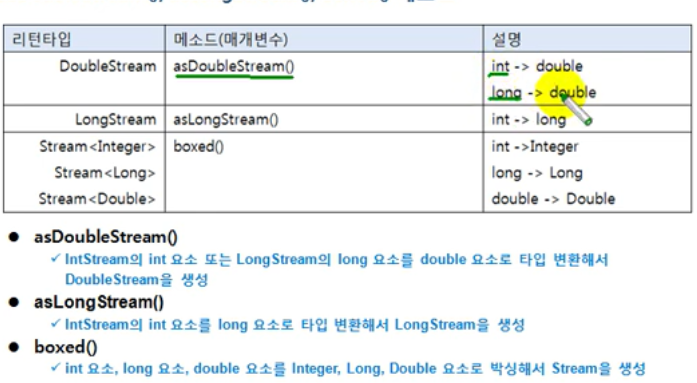 리턴타입 메소드(매개변수) 설명
DoubleStream asDoubleStream() int -> double
long -> double
LongStream asLongStream() int -> long
Stream<Integer> boxed() int ->Integer
Stream<Long> long -> Long
Stream<Double> double -> Double
● asDoubleStream()
✓ IntStream의 int 요소 또는 LongStream의 long 요소를 double 요소로 타입 변환해서
DoubleStream을 생성
● asLongStream()
✓ IntStream의 int 요소를 long 요소로 타입 변환해서 LongStream을 생성
● boxed()
✓ int 요소, long 요소, double 요소를 Integer, Long, Double 요소로 박싱해서 Stream을 생성